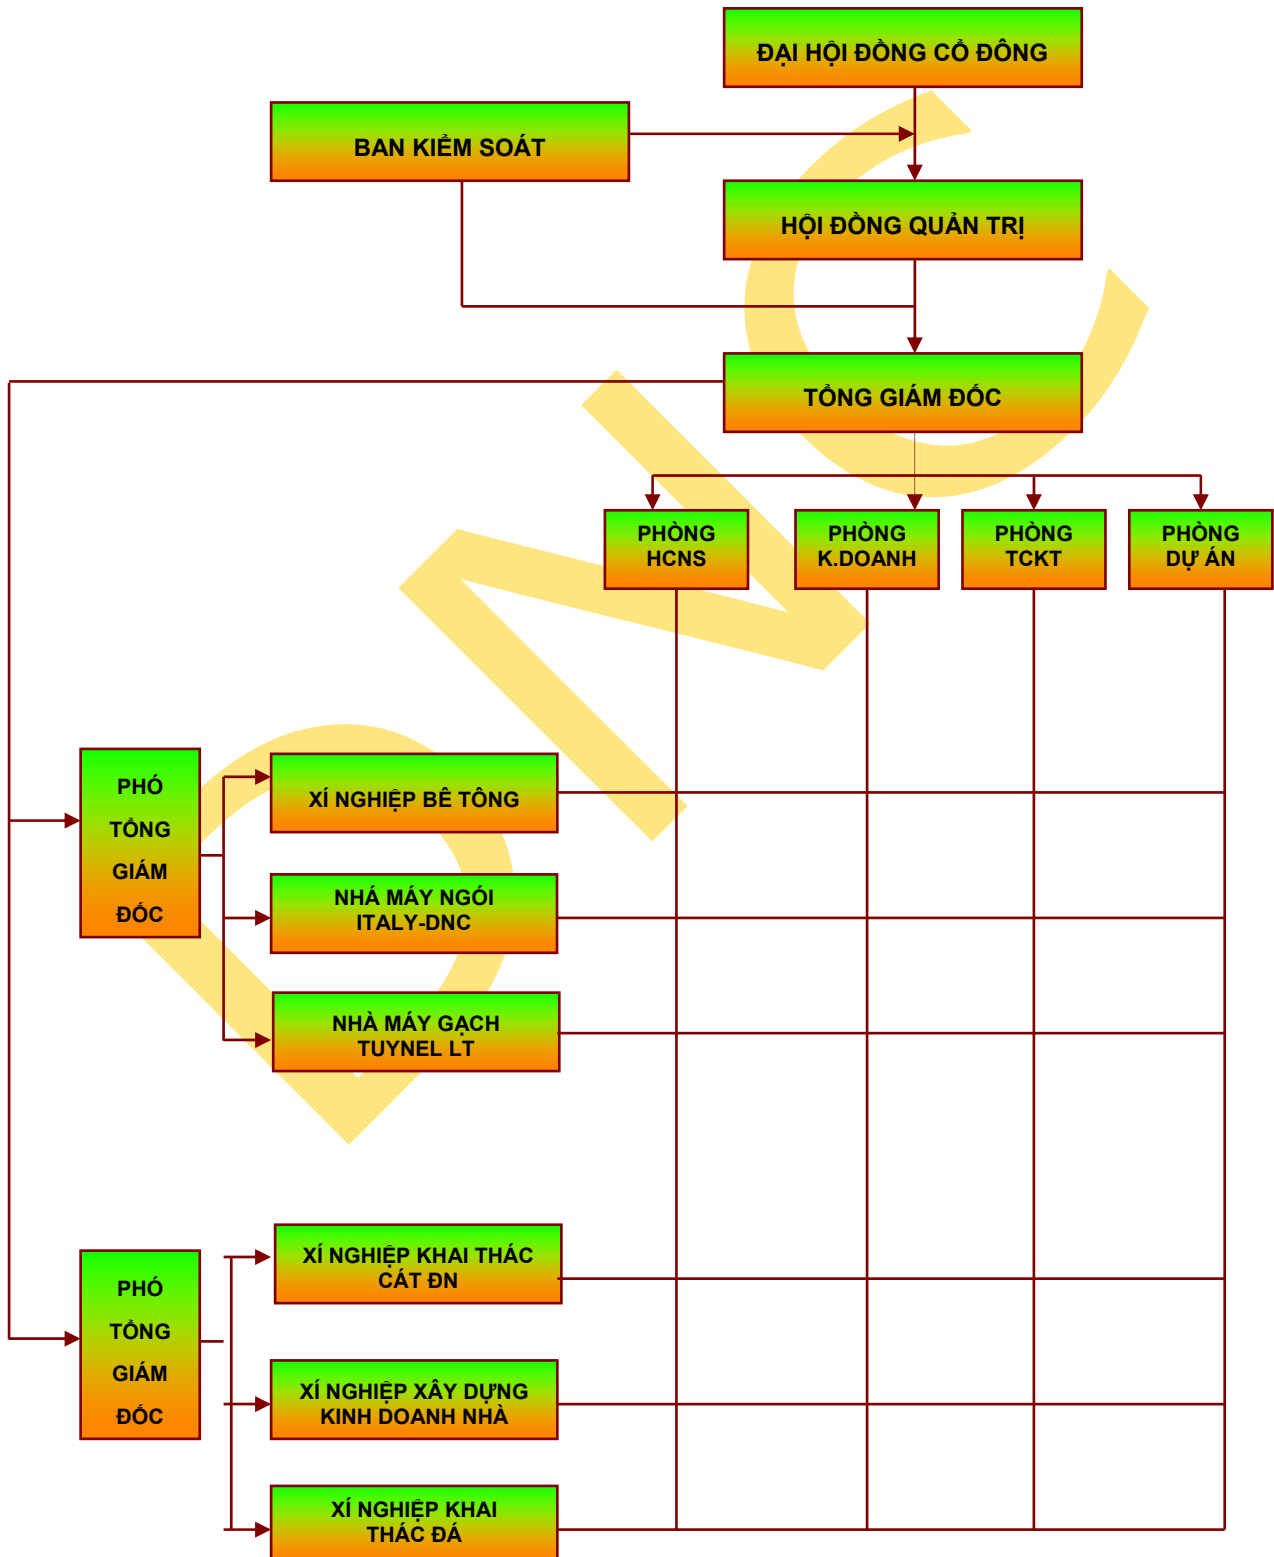 ĐẠI HỘI ĐỒNG CỔ ĐÔNG
BAN KIỂM SOÁT
HỘI ĐỒNG QUẢN TRỊ
TỔNG GIÁM ĐỐC
PHÒNG
HCNS
PHÒNG
K.DOANH
PHÒNG
TCKT
PHÒNG
DỰ ÁN
PHÓ
TỔNG
GIÁM
ĐỐC
XÍ NGHIỆP BÊ TÔNG
NHÁ MÁY NGÓI
ITALY-DNC
NHÀ MÁY GẠCH
TUYNEL LT
PHÓ
TỔNG
GIÁM
ĐỐC
XÍ NGHIỆP KHAI THÁC
CÁT ĐN
XÍ NGHIỆP XÂY DỰNG
KINH DOANH NHÀ
XÍ NGHIỆP KHAI
THÁC ĐÁ
DNC